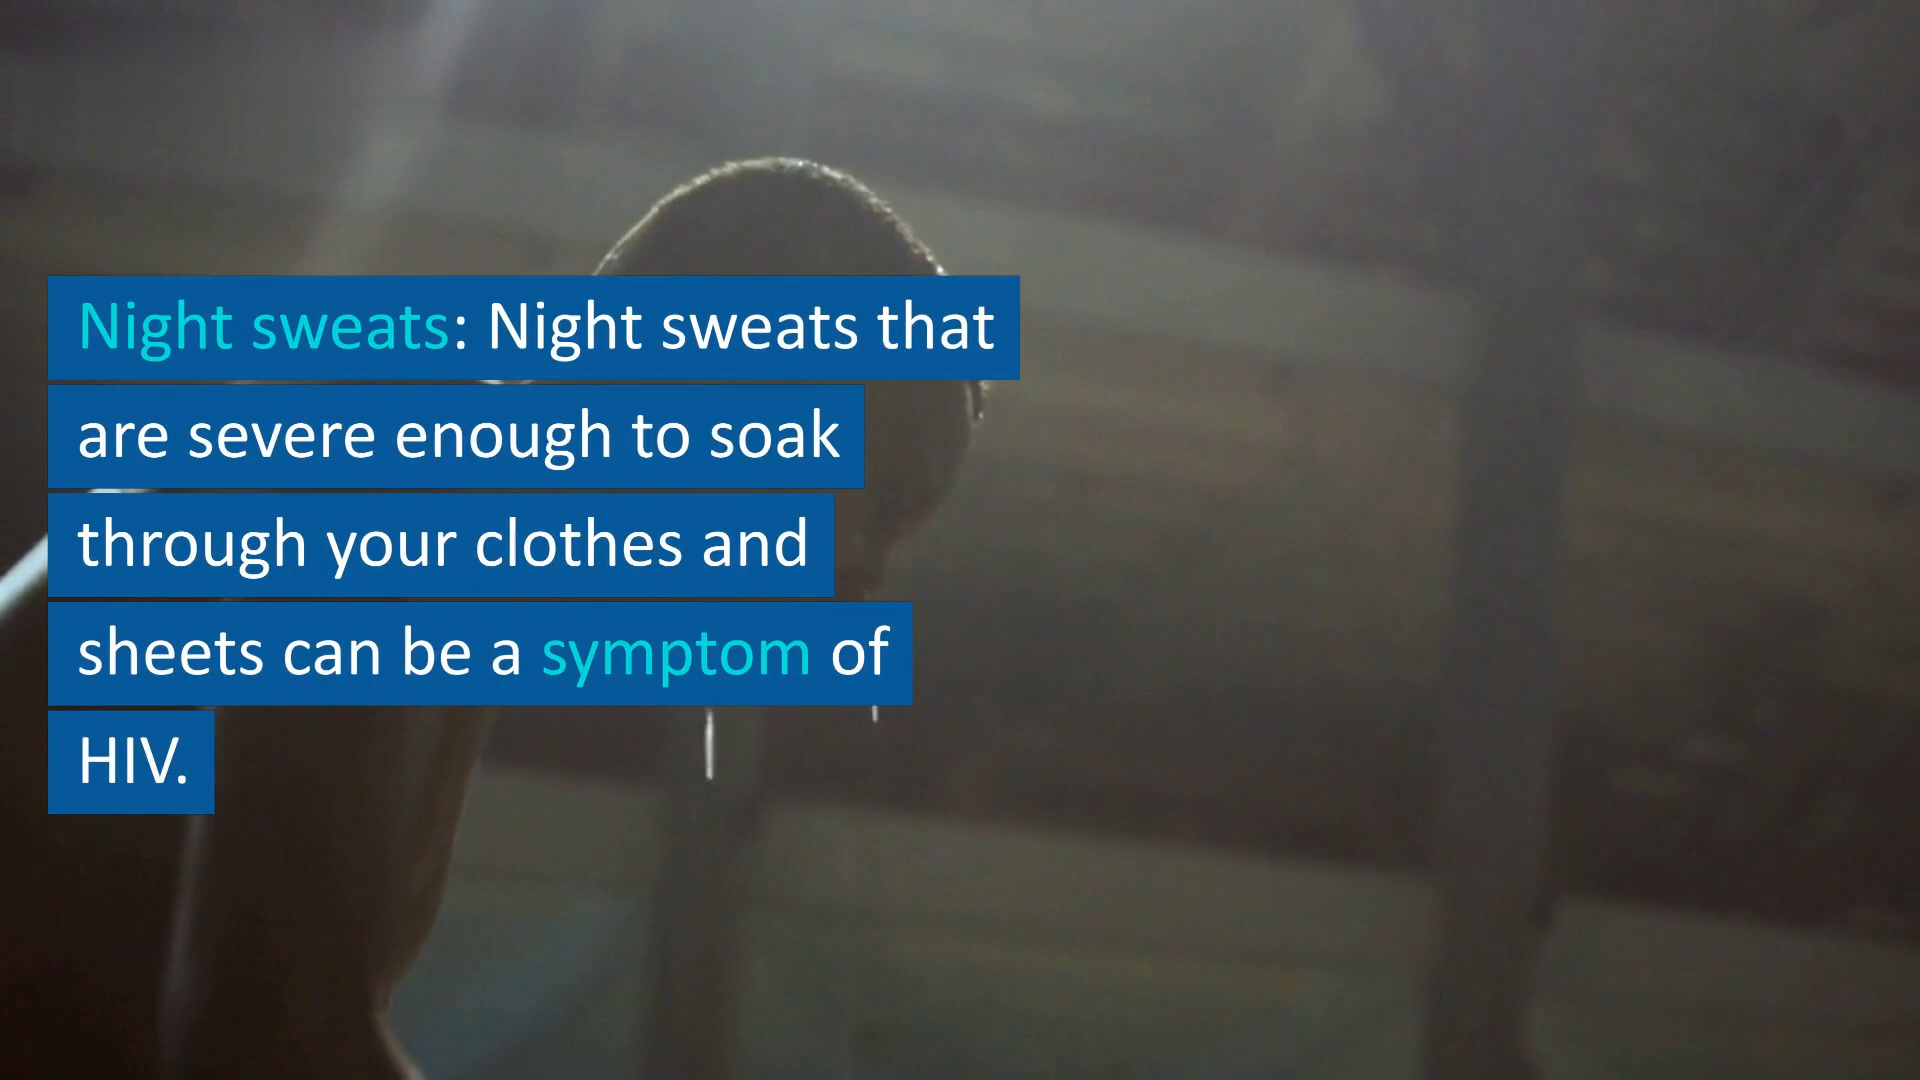 Night sweats: Night sweats that
are severe enough to soak
through your clothes and
sheets can be a symptom of
HIV.